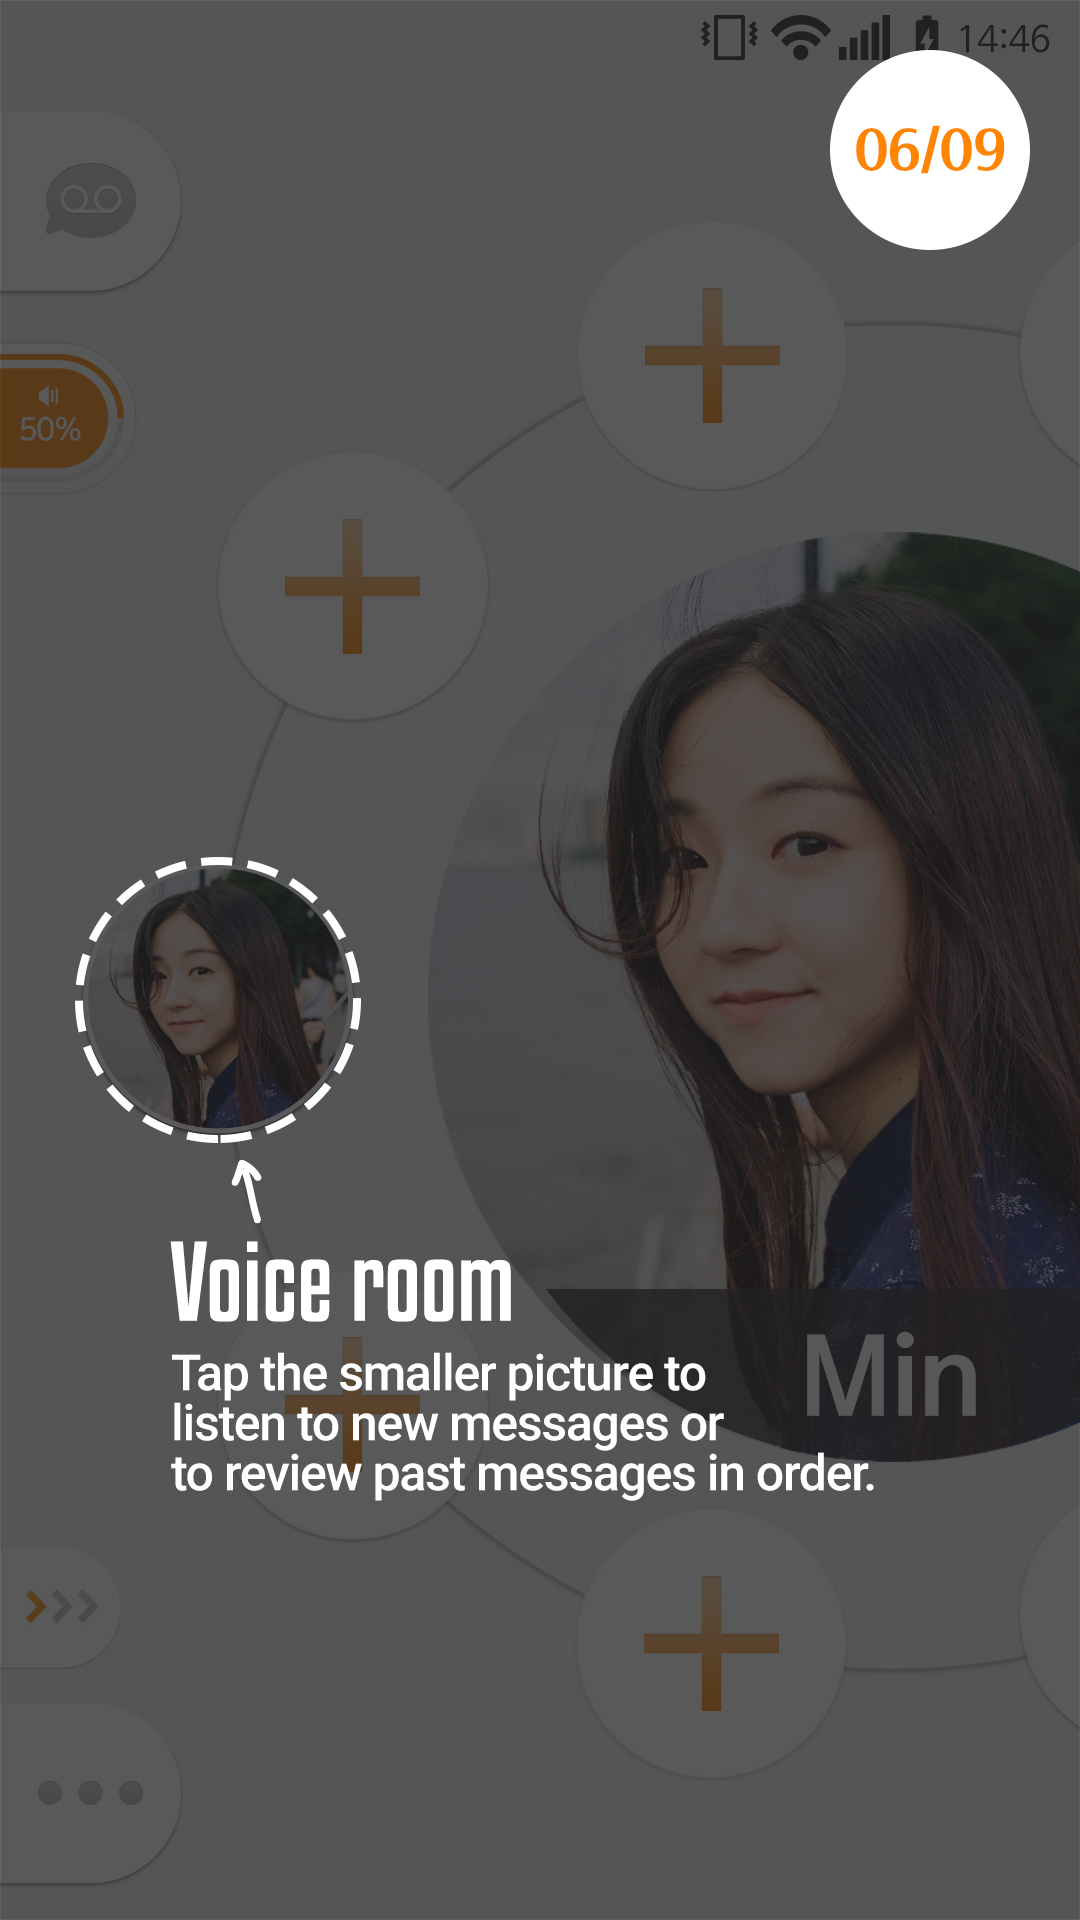 14:46
06/09
50%
Voice room
Min
Tap the smaller picture to
listen to new messages or
to review past messages in order.